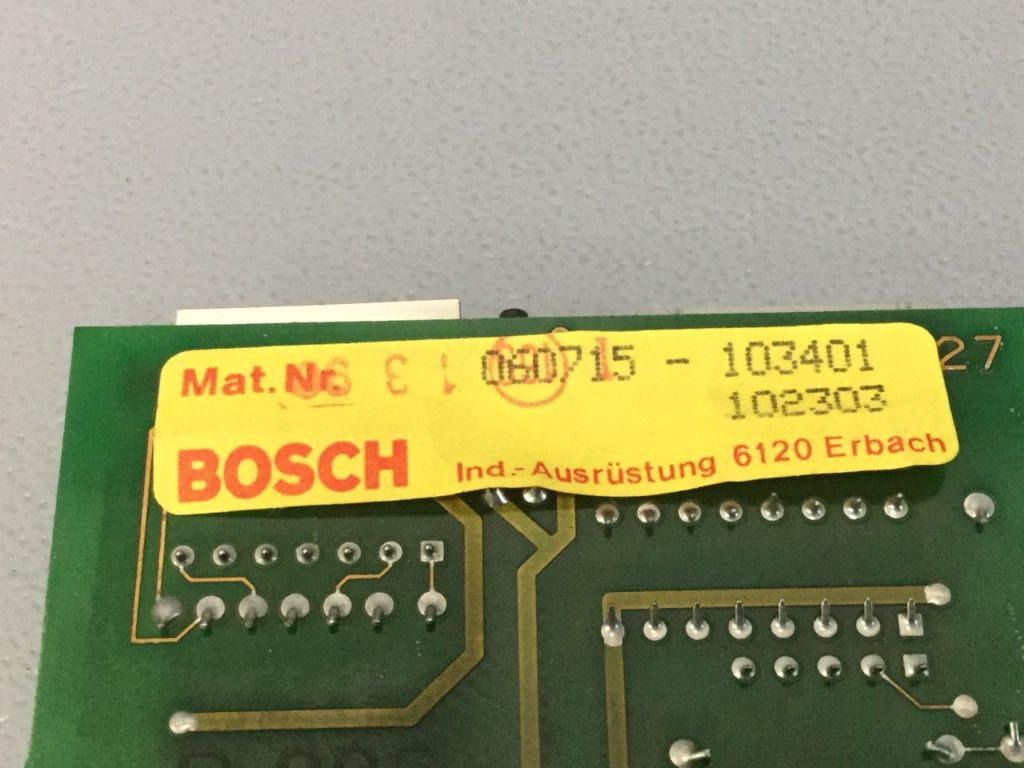 Mat.Nr. 060715 - 103401
102303
BOSCH Ind.-Ausrüstung 6120 Erbach
27